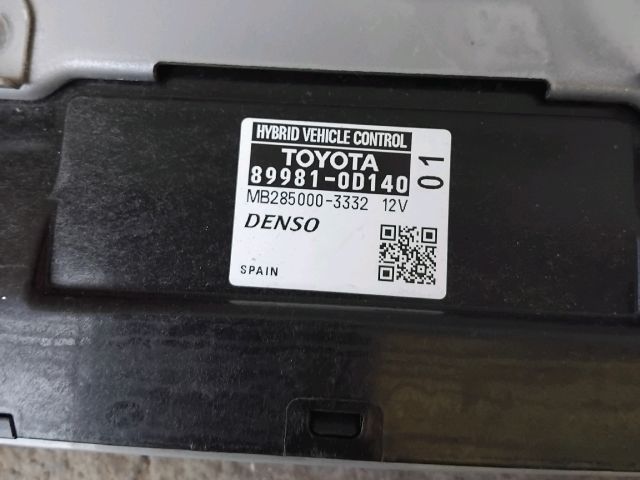 HYBRID VEHICLE CONTROL
TOYOTA
89981-0D140 01
MB285000-3332 12V
DENSO
SPAIN